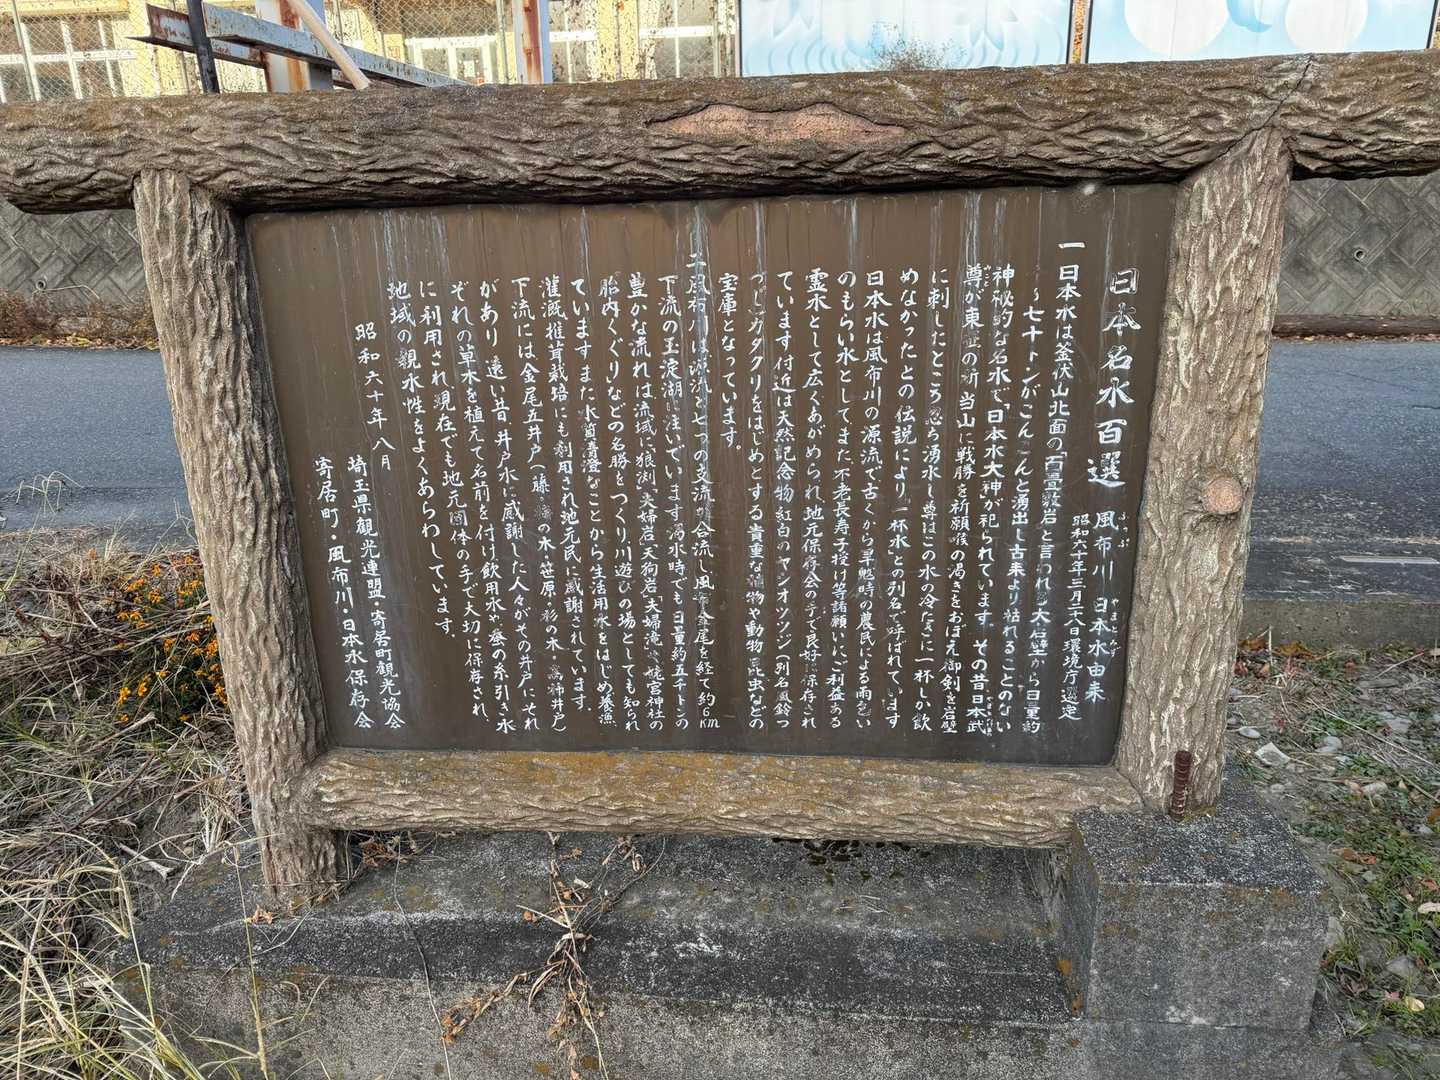 日本名水百選 風布川 日本水由来
ふっぷ やまとみず
昭和六十年三月二八日環境庁選定
一日本水は釜伏山北面の「百畳敷岩と言われる大岩壁から日量約
〜七十トンがこんこんと湧出し古来より枯れることのない
神秘的な名水で「日本水大神が祀られています。その昔日本武
尊が東征の折当山に戦勝を祈願喉の渇きをおぼえ御剣を岩壁
みこと
に刺したところ忽ち湧水し尊はこの水の冷たさに一杯しか飲
めなかったとの伝説により「一杯水」との別名で呼ばれています
日本水は風布川の源流で古くから旱魃時の農民による雨乞い
のもらい水としてまた不老長寿子授け等諸願いにご利益ある
霊水として広くあがめられ地元保存会の手で良好に保存され
ています付近は天然記念物紅白のヤシオツツジ別名風鈴つ
つじカタクリをはじめとする貴重な植物や動物昆虫などの
宝庫となっています。
二風布川は源流と七つの支流が合流し風布金尾を経て約6km
下流の玉淀湖に注いでいます渇水時でも日量約五千トンの
豊かな流れは流域に「狼渕「夫婦岩「天狗岩「夫婦滝「姥宮神社の
胎内くぐり」などの名勝をつくり川遊びの場としても知られ
ています また水質清澄なことから生活用水をはじめ養漁
灌漑椎茸栽培にも利用され地元民に感謝されています。
下流には金尾五井戸(藤の水笹原・杉の水・井戸)
があり 遠い昔井戸水に感謝した人々がその井戸にそれ
ぞれの草木を植えて名前を付け飲用水や蚕の糸引き水
に利用され現在でも地元団体の手で大切に保存され、
地域の親水性をよくあらわしています。
昭和六十年八月
埼玉県観光連盟・寄居町観光協会
寄居町・風布川・日本水保存会